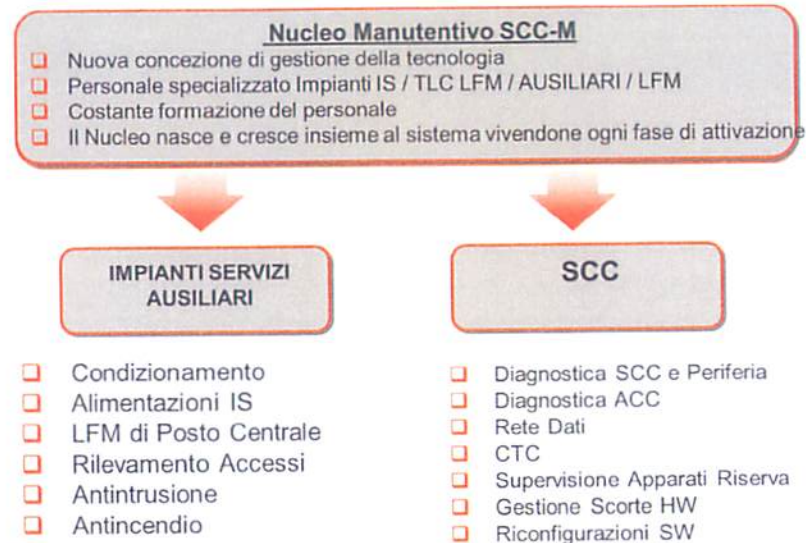 Nucleo Manutentivo SCC-M
Nuova concezione di gestione della tecnologia
Personale specializzato Impianti IS / TLC LFM / AUSILIARI / LFM
Costante formazione del personale
Il Nucleo nasce e cresce insieme al sistema vivendone ogni fase di attivazione
IMPIANTI SERVIZI
AUSILIARI
Condizionamento
Alimentazioni IS
LFM di Posto Centrale
Rilevamento Accessi
Antintrusione
Antincendio
SCC
Diagnostica SCC e Periferia
Diagnostica ACC
Rete Dati
CTC
Supervisione Apparati Riserva
Gestione Scorte HW
Riconfigurazioni SW